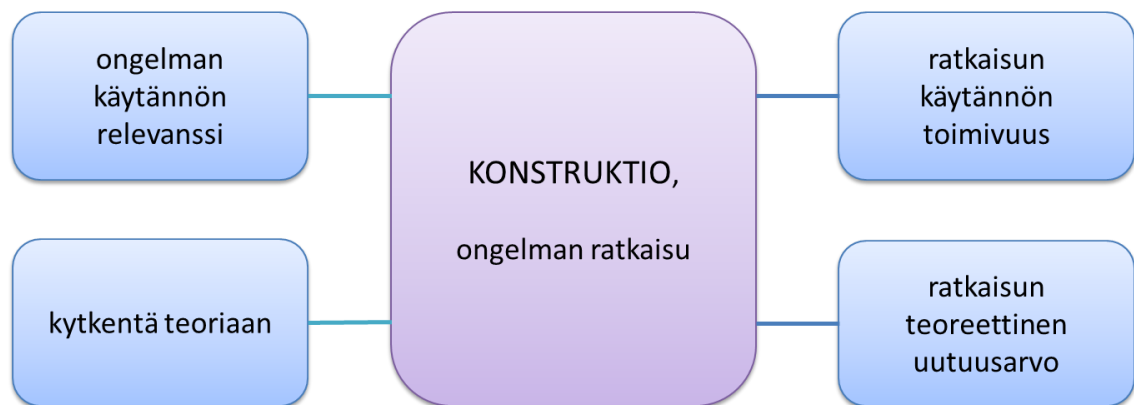 ongelman
käytännön
relevanssi
kytkentä teoriaan
KONSTRUKTIO,
ongelman ratkaisu
ratkaisun
käytännön
toimivuus
ratkaisun
teoreettinen
uutuusarvo